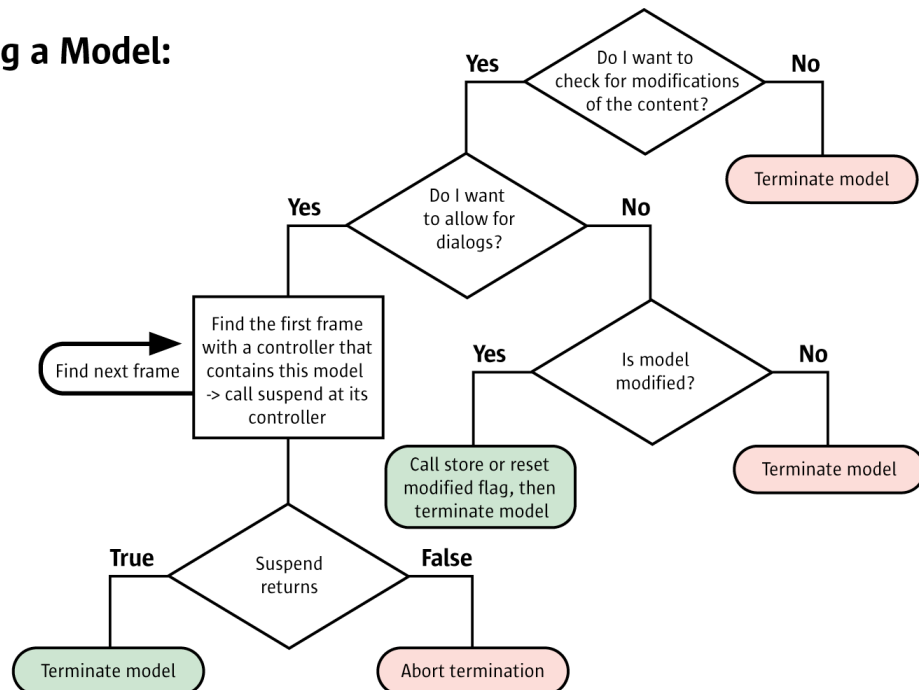 g a Model:
Do I want to
check for modifications
of the content?
Yes
No
Terminate model
Do I want
to allow for
dialogs?
Yes
No
Find the first frame
with a controller that
contains this model
-> call suspend at its
controller
Find next frame
Is model
modified?
Yes
No
Call store or reset
modified flag, then
terminate model
Terminate model
Suspend
returns
True
False
Terminate model
Abort termination